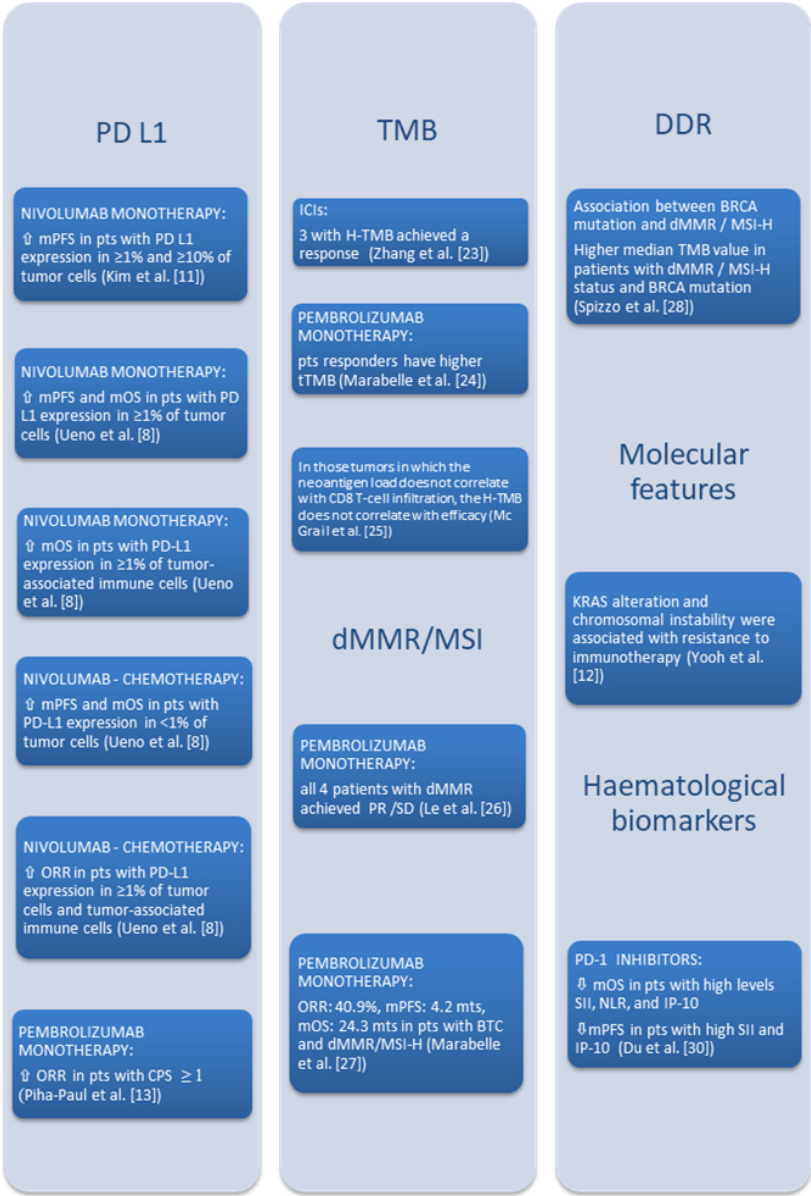 PD L1
NIVOLUMAB MONOTHERAPY:
⇧ mPFS in pts with PD L1
expression in ≥1% and ≥10% of
tumor cells (Kim et al. [11])
NIVOLUMAB MONOTHERAPY:
⇧ mPFS and mOS in pts with PD
L1 expression in ≥1% of tumor
cells (Ueno et al. [8])
NIVOLUMAB MONOTHERAPY:
⇧ mOS in pts with PD-L1
expression in ≥1% of tumor-
associated immune cells (Ueno
et al. [8])
NIVOLUMAB - CHEMOTHERAPY:
⇧ mPFS and mOS in pts with
PD-L1 expression in <1% of
tumor cells (Ueno et al. [8])
NIVOLUMAB - CHEMOTHERAPY:
⇧ ORR in pts with PD-L1
expression in ≥1% of tumor
cells and tumor-associated
immune cells (Ueno et al. [8])
PEMBROLIZUMAB
MONOTHERAPY:
⇧ ORR in pts with CPS ≥ 1
(Piha-Paul et al. [13])
TMB
ICIs:
3 with H-TMB achieved a
response (Zhang et al. [23])
PEMBROLIZUMAB
MONOTHERAPY:
pts responders have higher
tTMB (Marabelle et al. [24])
In those tumors in which the
neoantigen load does not correlate
with CD8 T-cell infiltration, the H-TMB
does not correlate with efficacy (Mc
Grail et al. [25])
dMMR/MSI
PEMBROLIZUMAB
MONOTHERAPY:
all 4 patients with dMMR
achieved PR /SD (Le et al. [26])
PEMBROLIZUMAB
MONOTHERAPY:
ORR: 40.9%, mPFS: 4.2 mts,
mOS: 24.3 mts in pts with BTC
and dMMR/MSI-H (Marabelle
et al. [27])
DDR
Association between BRCA
mutation and dMMR / MSI-H
Higher median TMB value in
patients with dMMR / MSI-H
status and BRCA mutation
(Spizzo et al. [28])
Molecular
features
KRAS alteration and
chromosomal instability were
associated with resistance to
immunotherapy (Yooh et al.
[12])
Haematological
biomarkers
PD-1 INHIBITORS:
⇩ mOS in pts with high levels
SII, NLR, and IP-10
⇩mPFS in pts with high SII and
IP-10 (Du et al. [30])